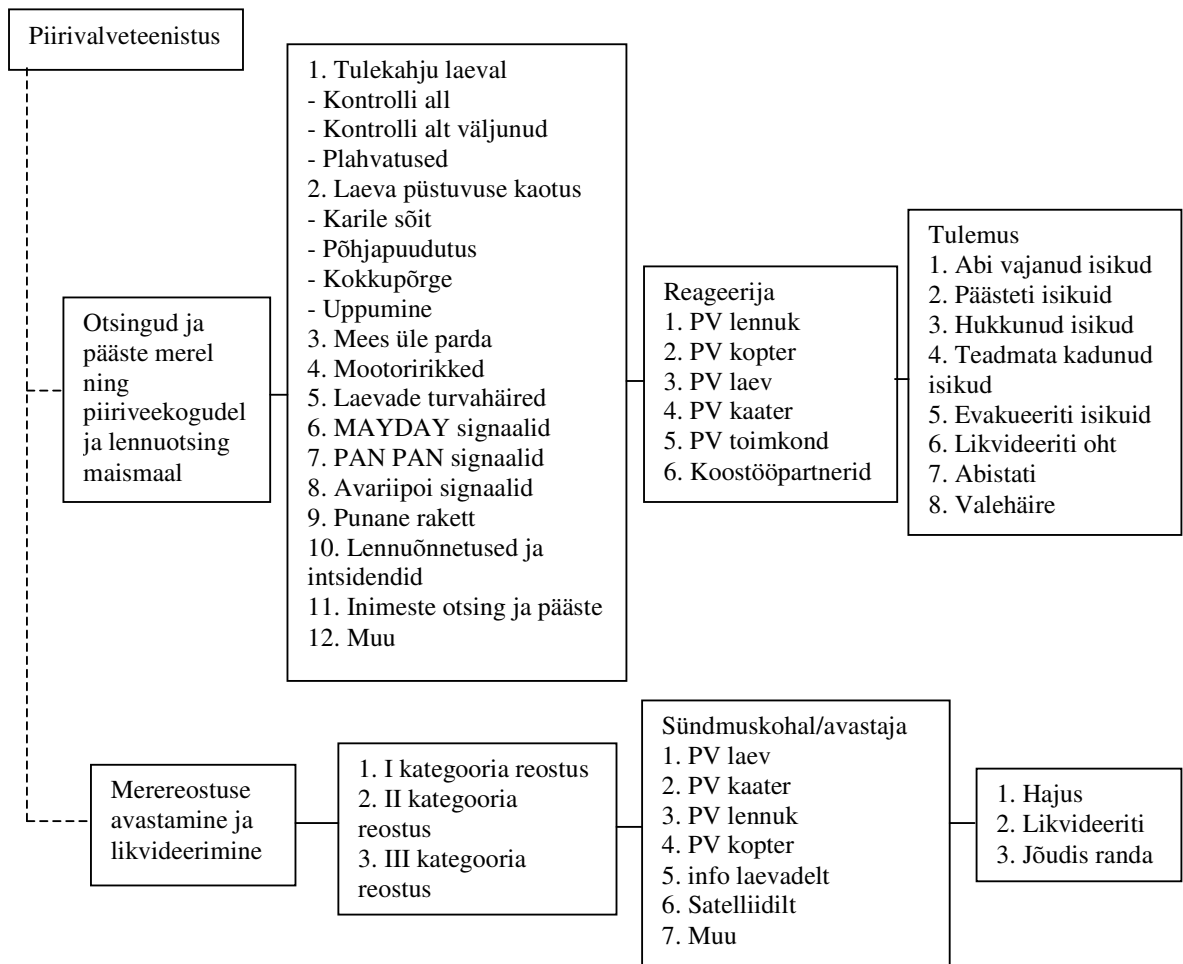 Piirivalveteenistus
Otsingud ja
pääste merel
ning
piiriveekogudel
ja lennuotsing
maismaal
1. Tulekahju laeval
- Kontrolli all
- Kontrolli alt väljunud
- Plahvatused
2. Laeva püstuvuse kaotus
- Karile sõit
- Põhjapuudutus
- Kokkupõrge
- Uppumine
3. Mees üle parda
4. Mootoririkked
5. Laevade turvahäired
6. MAYDAY signaalid
7. PAN PAN signaalid
8. Avariipoi signaalid
9. Punane rakett
10. Lennuõnnetused ja
intsidendid
11. Inimeste otsing ja pääste
12. Muu
Reageerija
1. PV lennuk
2. PV kopter
3. PV laev
4. PV kaater
5. PV toimkond
6. Koostööpartnerid
Tulemus
1. Abi vajanud isikud
2. Päästeti isikuid
3. Hukkunud isikud
4. Teadmata kadunud
isikud
5. Evakueeriti isikuid
6. Likvideeriti oht
7. Abistati
8. Valehäire
Merereostuse
avastamine ja
likvideerimine
1. I kategooria reostus
2. II kategooria
reostus
3. III kategooria
reostus
Sündmuskohal/avastaja
1. PV laev
2. PV kaater
3. PV lennuk
4. PV kopter
5. info laevadelt
6. Satelliidilt
7. Muu
1. Hajus
2. Likvideeriti
3. Jõudis randa